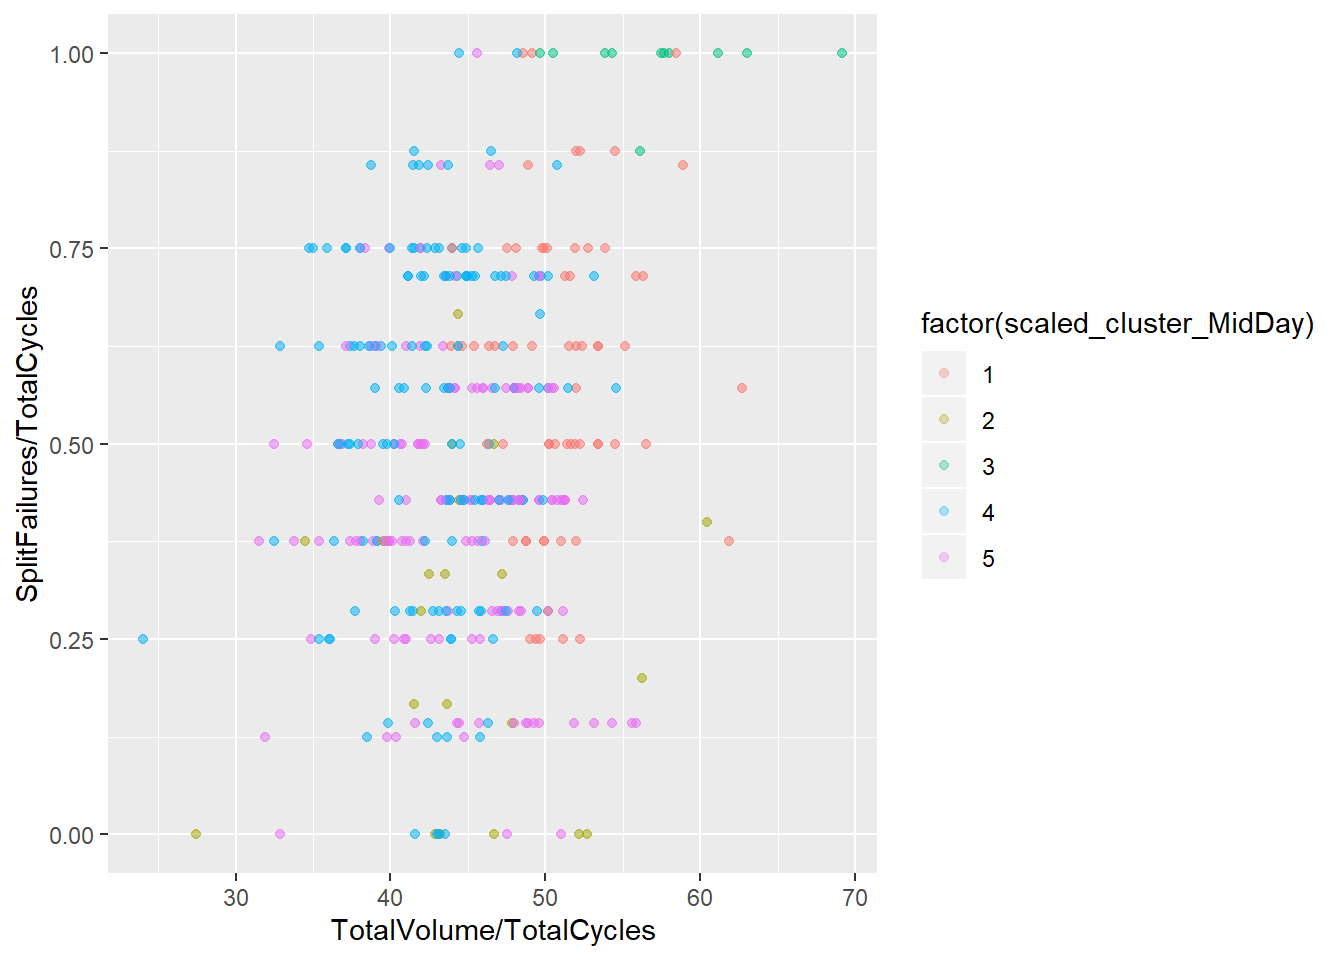 1.00
0.75
0.50
0.25
0.00
SplitFailures/TotalCycles
30 40 50 60 70
TotalVolume/TotalCycles
factor(scaled_cluster_MidDay)
1
2
3
4
5